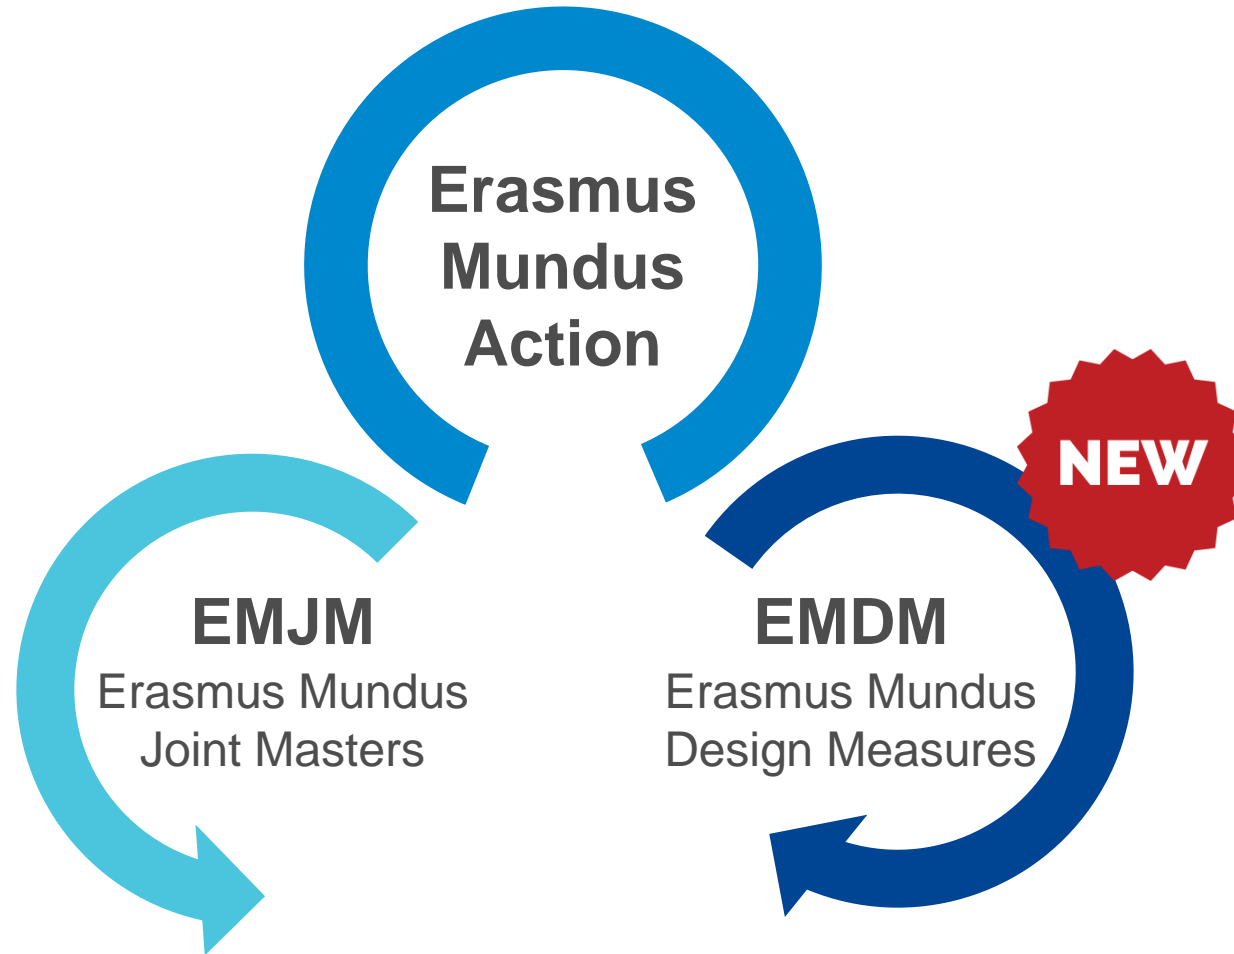 Erasmus
Mundus
Action
EMJM
Erasmus Mundus
Joint Masters
NEW
EMDM
Erasmus Mundus
Design Measures